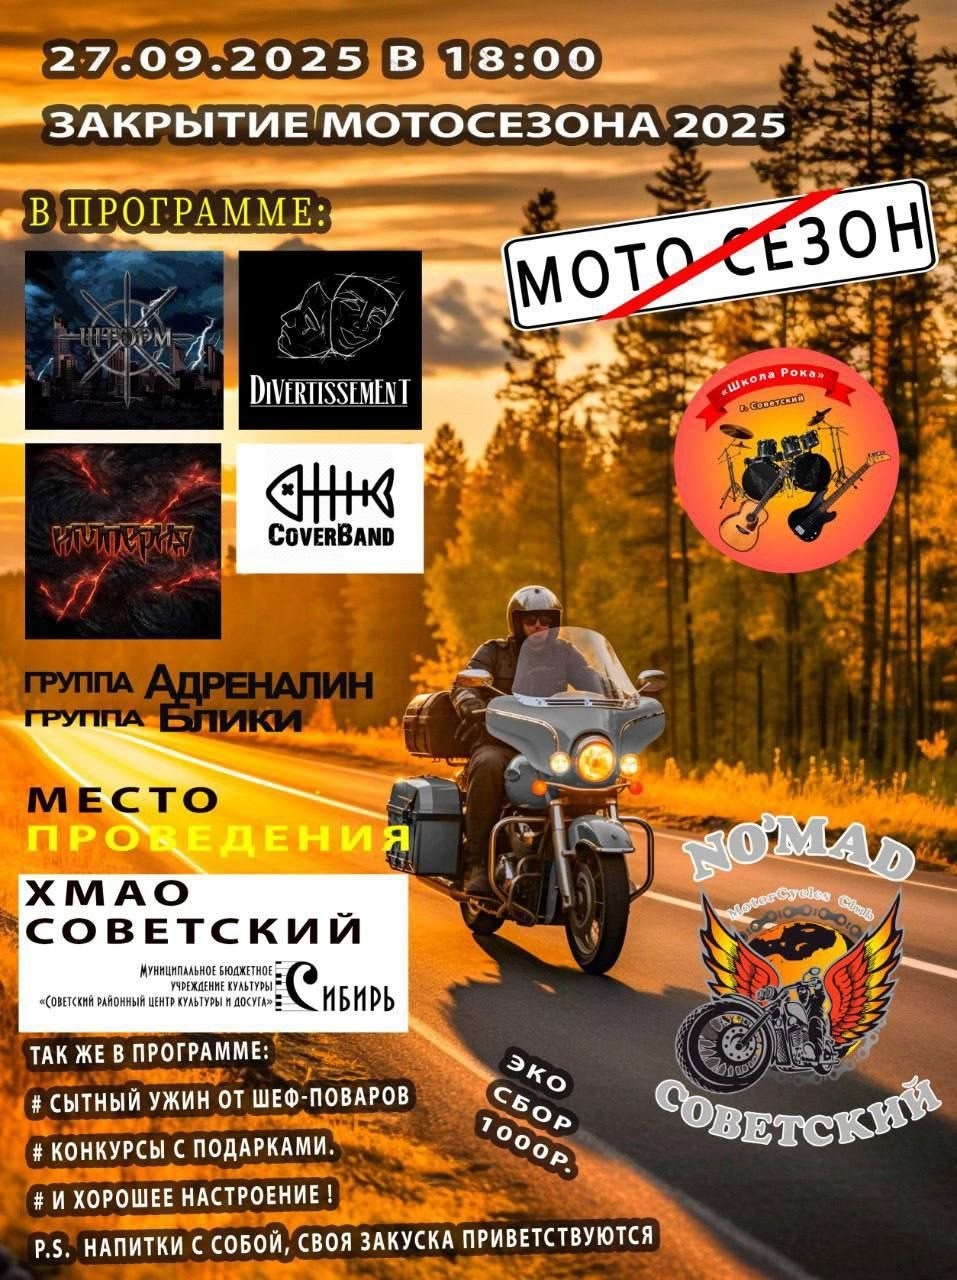 27.09.2025 В 18:00
ЗАКРЫТИЕ МОТОСЕЗОНА 2025
В ПРОГРАММЕ:
МОТО СЕЗОН
ШТОРМ
DIVERTISSEMENT
«Школа Рока»
г. Советский
ИМПЕРИЯ
COVERBAND
ГРУППА АДРЕНАЛИН
ГРУППА БЛИКИ
МЕСТО
ПРОВЕДЕНИЯ
ХМАО
СОВЕТСКИЙ
МУНИЦИПАЛЬНОЕ БЮДЖЕТНОЕ
УЧРЕЖДЕНИЕ КУЛЬТУРЫ
«СОВЕТСКИЙ РАЙОННЫЙ ЦЕНТР КУЛЬТУРЫ И ДОСУГА»
СИБИРЬ
NO'MAD
MotorCycles Club
СОВЕТСКИЙ
ТАК ЖЕ В ПРОГРАММЕ:
# СЫТНЫЙ УЖИН ОТ ШЕФ-ПОВАРОВ
# КОНКУРСЫ С ПОДАРКАМИ.
# И ХОРОШЕЕ НАСТРОЕНИЕ !
P.S. НАПИТКИ С СОБОЙ, СВОЯ ЗАКУСКА ПРИВЕТСТВУЮТСЯ
ЭКО
СБОР
1000Р.